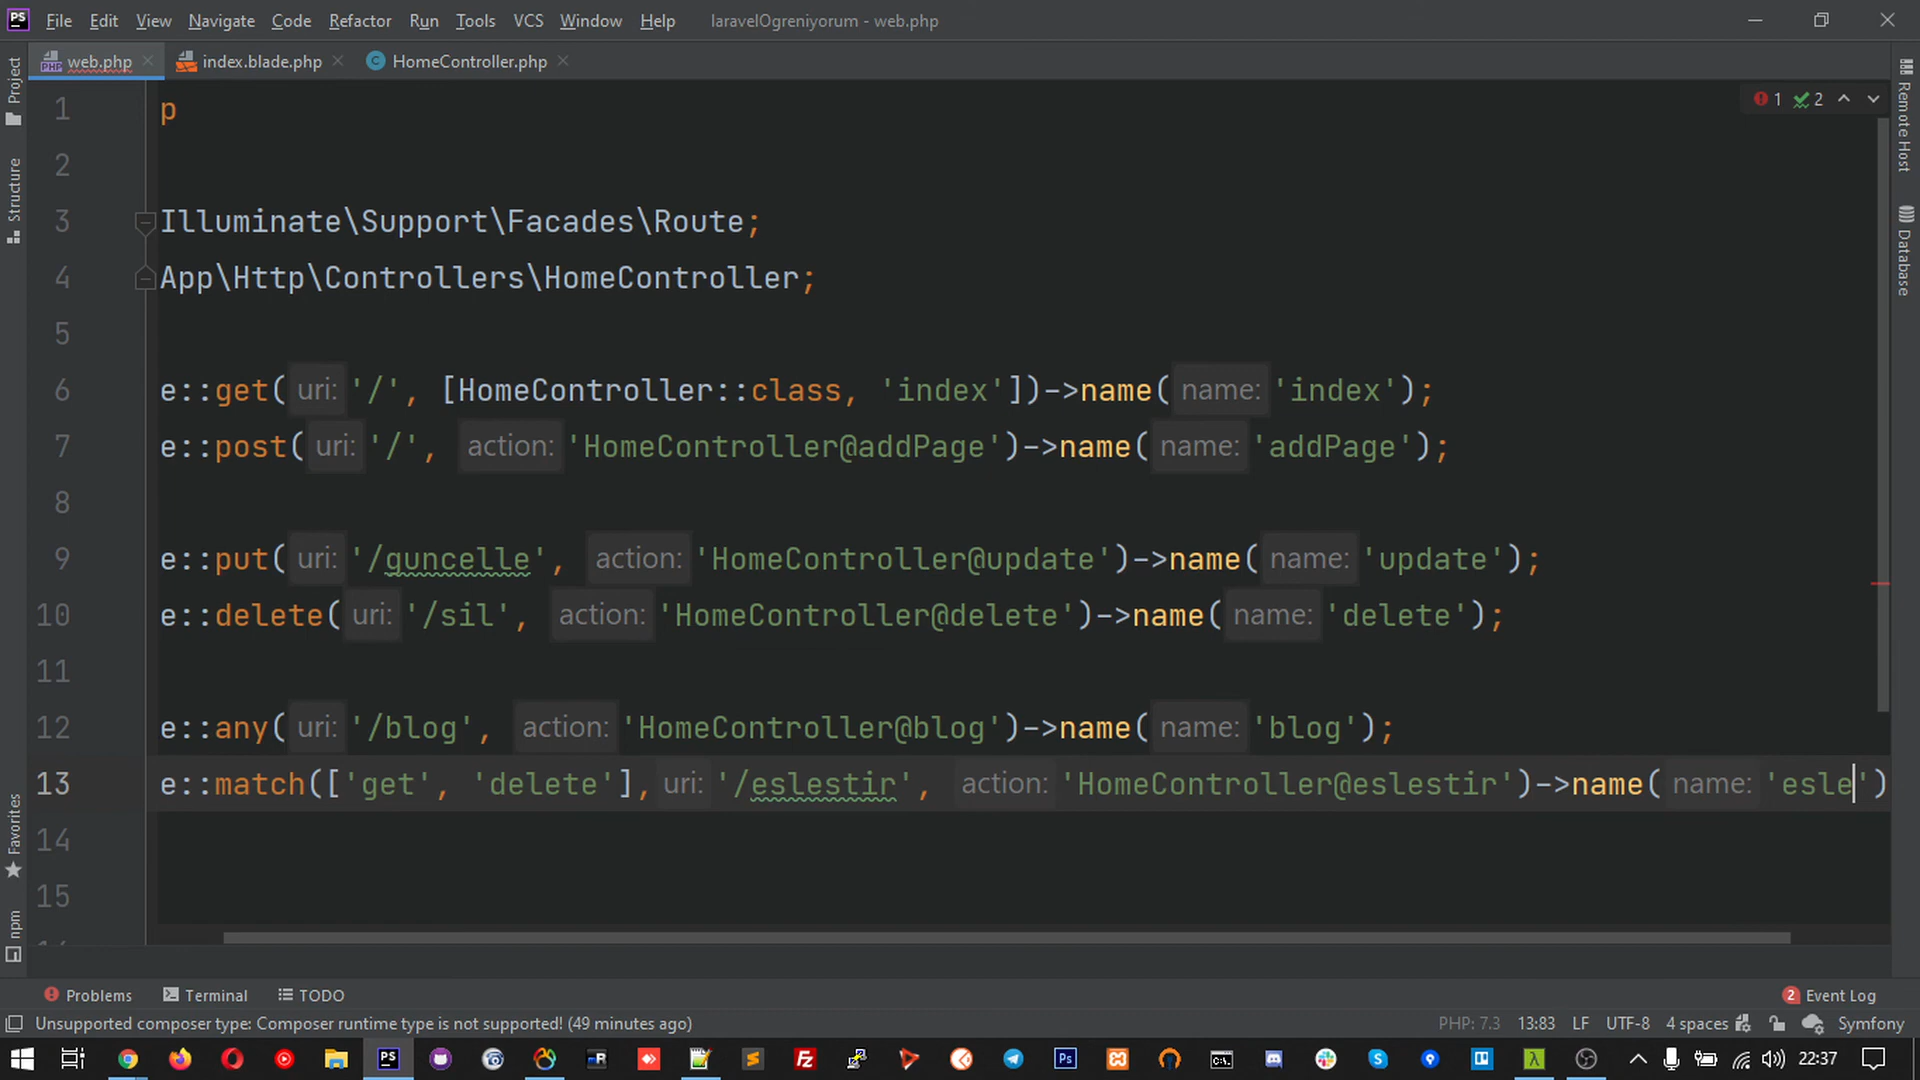 PS File Edit View Navigate Code Refactor Run Tools VCS Window Help laravelOgreniyorum - web.php
web.php index.blade.php HomeController.php
Project
Structure
Favorites
npm
1 p
2
3 Illuminate\Support\Facades\Route;
4 App\Http\Controllers\HomeController;
5
6 e::get( uri: '/', [HomeController::class, 'index'])->name( name: 'index');
7 e::post( uri: '/', action: 'HomeController@addPage')->name( name: 'addPage');
8
9 e::put( uri: '/guncelle', action: 'HomeController@update')->name( name: 'update');
10 e::delete( uri: '/sil', action: 'HomeController@delete')->name( name: 'delete');
11
12 e::any( uri: '/blog', action: 'HomeController@blog')->name( name: 'blog');
13 e::match(['get', 'delete'], uri: '/eslestir', action: 'HomeController@eslestir')->name( name: 'esle')
14
15
1 2
Remote Host
Database
Problems Terminal TODO 2 Event Log
Unsupported composer type: Composer runtime type is not supported! (49 minutes ago) PHP: 7.3 13:83 LF UTF-8 4 spaces Symfony
22:37